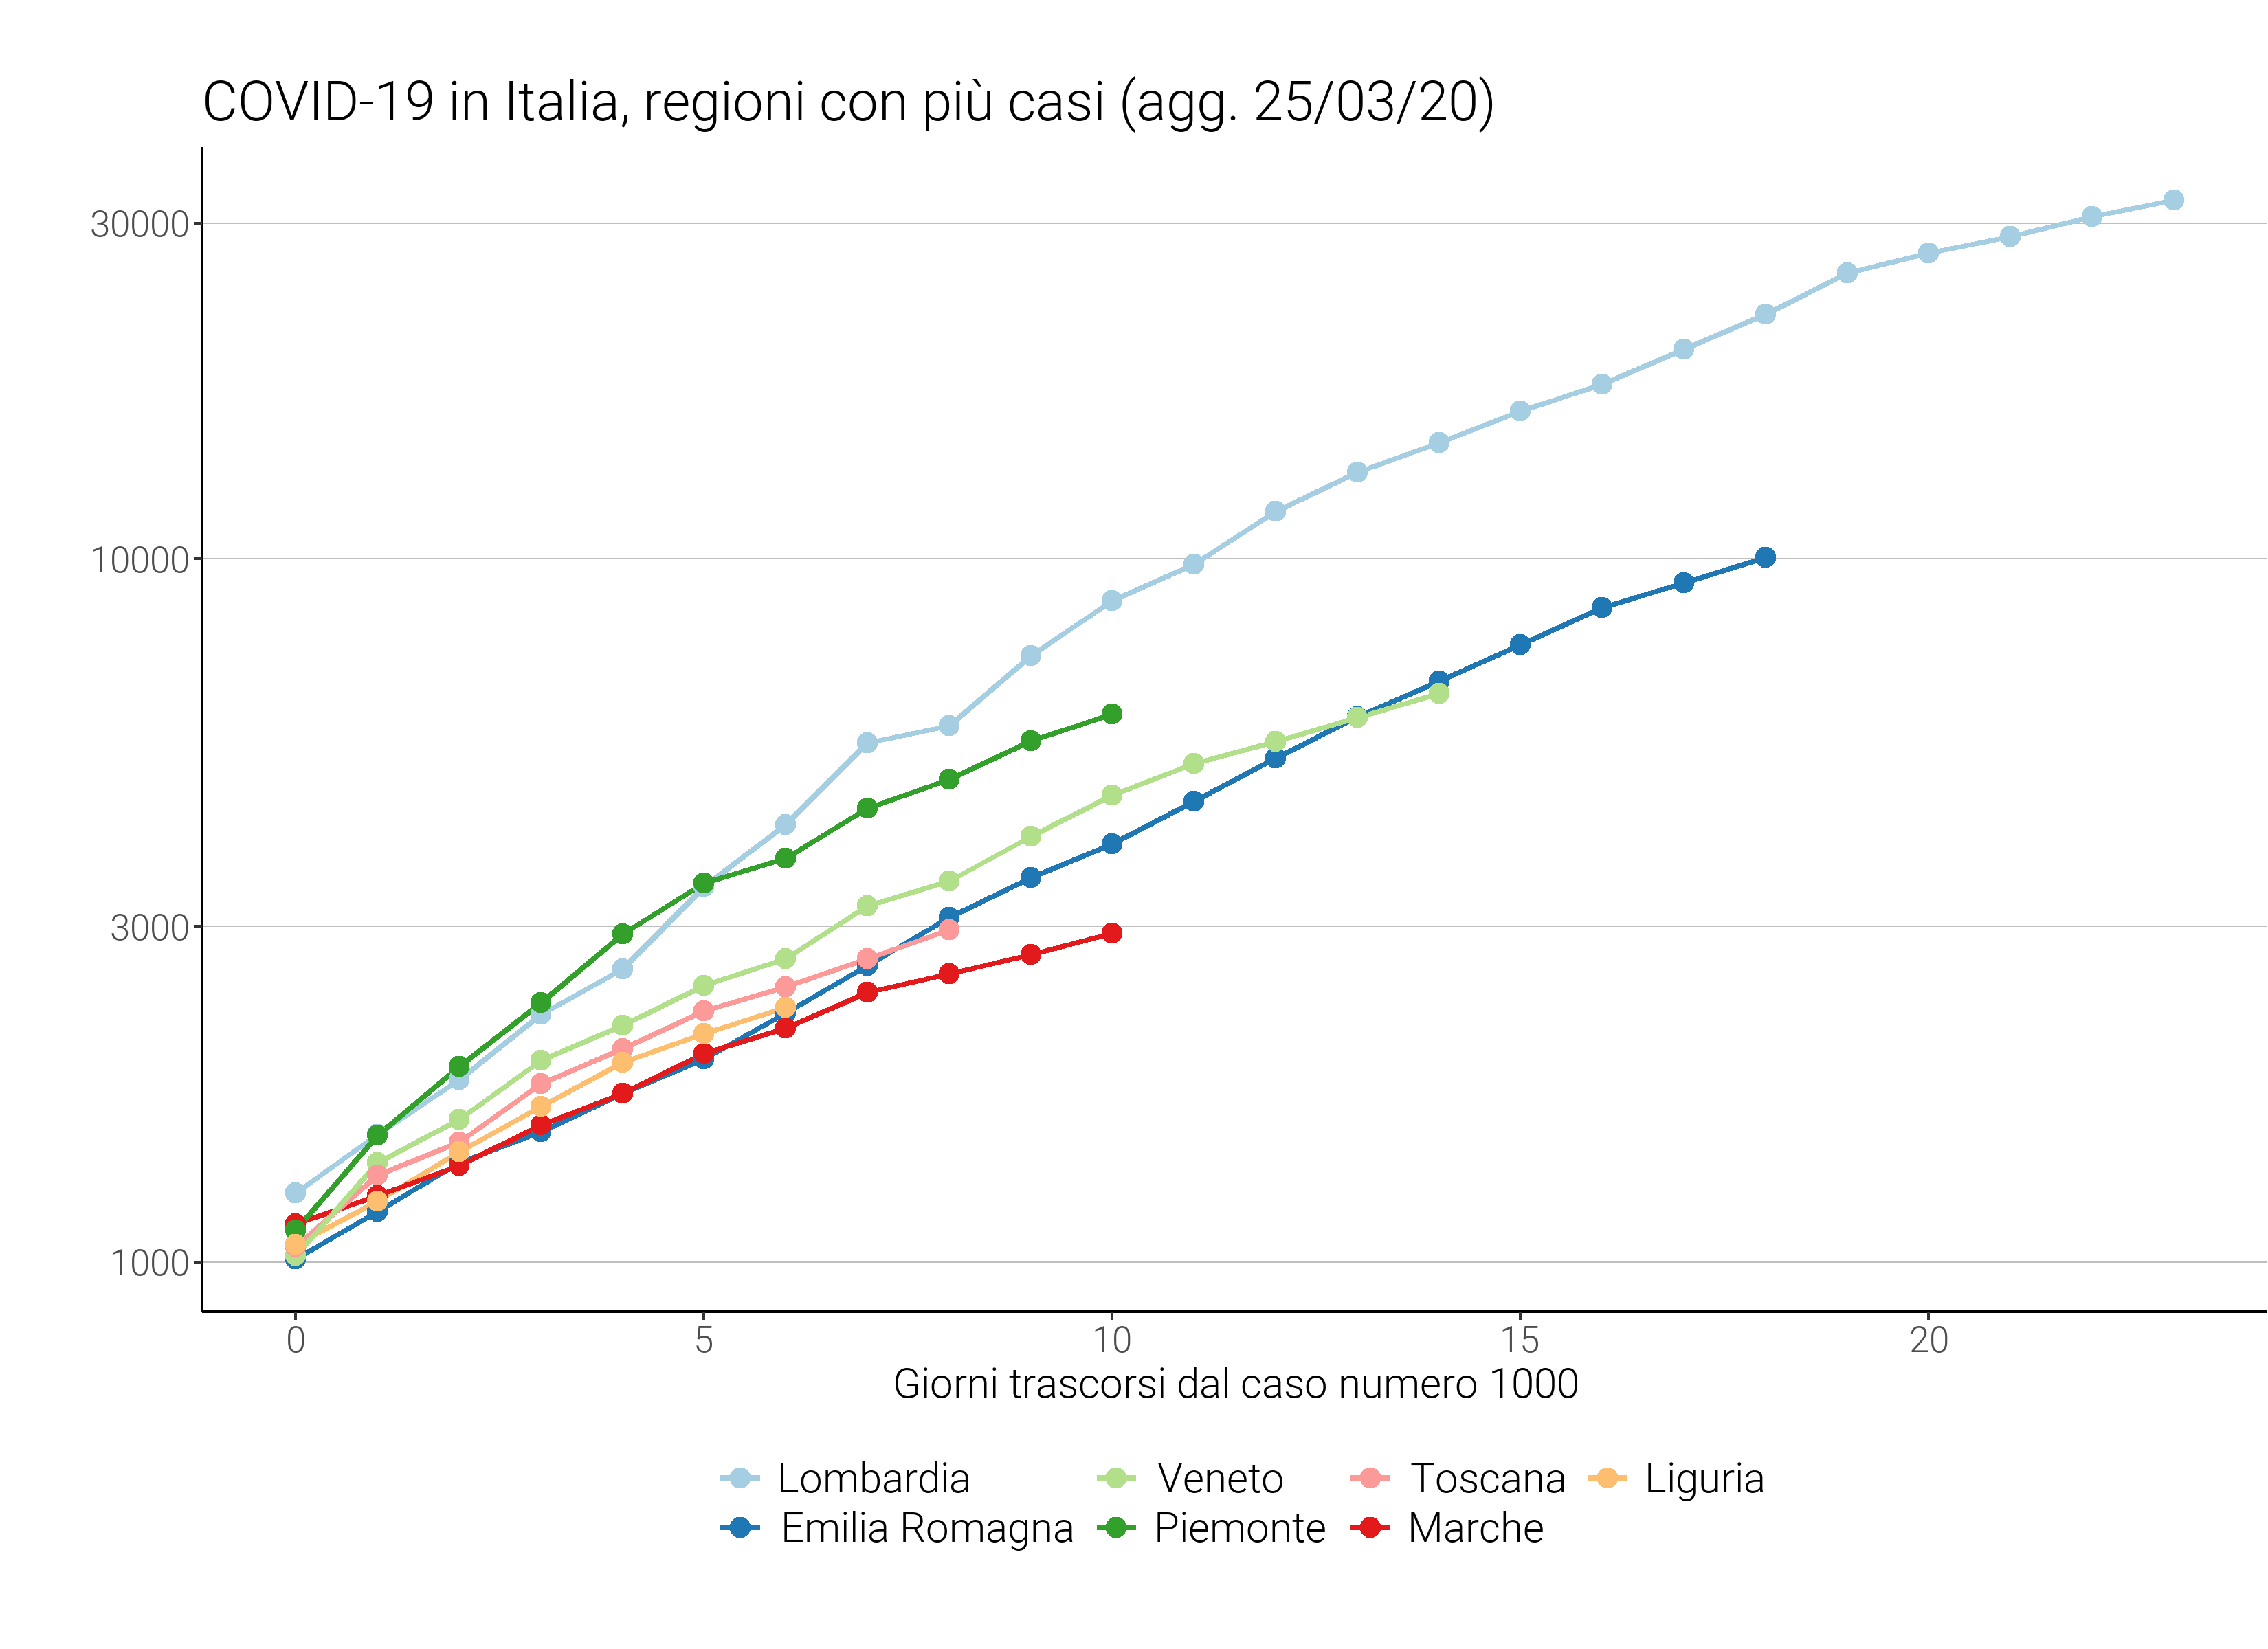 COVID-19 in Italia, regioni con più casi (agg. 25/03/20)
30000
10000
3000
1000
0 5 10 15 20
Giorni trascorsi dal caso numero 1000
Lombardia Veneto Toscana Liguria
Emilia Romagna Piemonte Marche